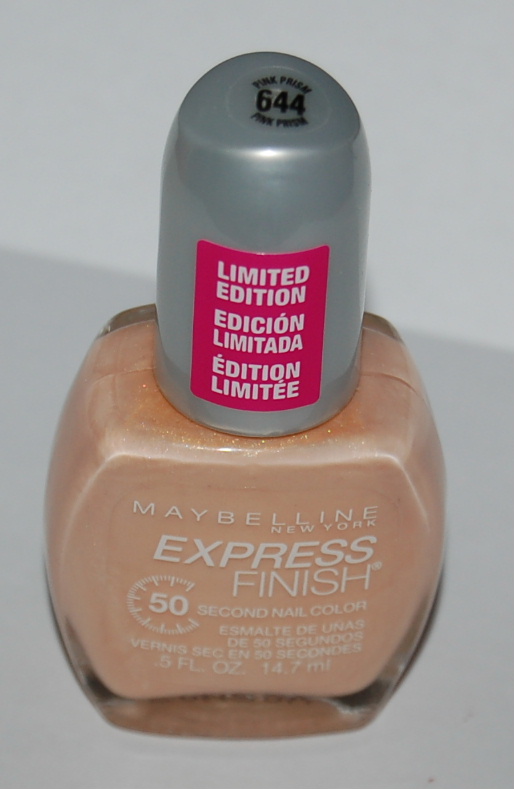 PINK PRISM
644
PINK PRISM
LIMITED
EDITION
EDICIÓN
LIMITADA
ÉDITION
LIMITÉE
MAYBELLINE
NEW YORK
EXPRESS
FINISH®
50 SECOND NAIL COLOR
ESMALTE DE UNAS
DE 50 SEGUNDOS
VERNIS SEC EN 50 SECONDES
.5 FL. OZ. 14.7 ml